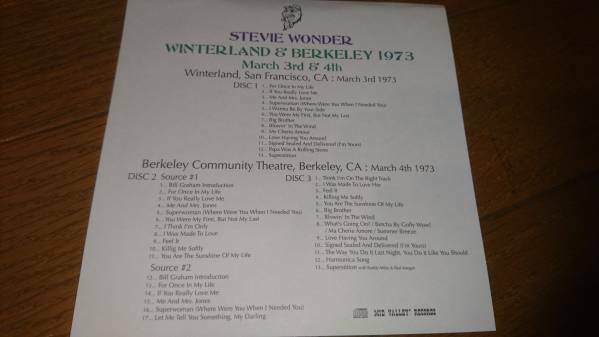 STEVIE WONDER
WINTERLAND & BERKELEY 1973
March 3rd & 4th
Winterland, San Francisco, CA : March 3rd 1973
DISC 1
1... For Once In My Life
2... If You Really Love Me
3... Me And Mrs. Jones
4... Superwoman (Where Were You When I Needed You)
5... I Wanna Be By Your Side
6... You Were My First, But Not My Last
7... Big Brother
8... Blowin' In The Wind
9... My Cherie Amour
10... Love Having You Around
11... Signed Sealed And Delivered (I'm Yours)
12... Papa Was A Rolling Stone
13... Superstition
Berkeley Community Theatre, Berkeley, CA : March 4th 1973
DISC 2 Source #1
1... Bill Graham Introduction
2... For Once In My Life
3... If You Really Love Me
4... Me And Mrs. Jones
5... Superwoman (Where Were You When I Needed You)
6... You Were My First, But Not My Last
7... I Think I'm Only
8... I Was Made To Love
9... Feel It
10... Killig Me Softly
11... You Are The Sunshine Of My Life
Source #2
12... Bill Graham Introduction
13... For Once In My Life
14... If You Really Love Me
15... Me And Mrs. Jones
16... Superwoman (Where Were You When I Needed You)
17... Let Me Tell You Something, My Darling
DISC 3
1... Think I'm On The Right Track
2... I Was Made To Love Her
3... Feel It
4... Killing Me Softly
5... You Are The Sunshine Of My Life
6... Big Brother
7... Blowin' In The Wind
8... What's Going On? / Betcha By Golly Wow!
/ Ma Cherie Amore / Summer Breeze
9... Love Having You Around
10... Signed Sealed And Delivered (I'm Yours)
11... The Way You Do It Last Night, You Do It Like You Should
12... Harmonica Song
13... Superstition with Buddy Miles &
MID VALLEY RECORDS